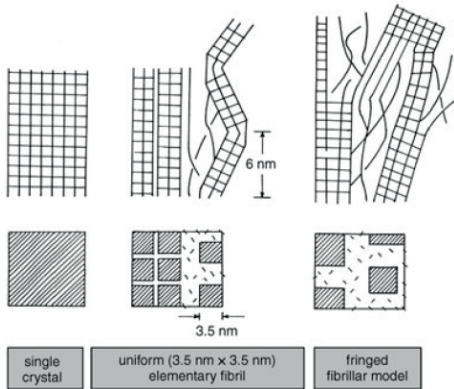 6 nm
3.5 nm
single
crystal
uniform (3.5 nm × 3.5 nm)
elementary fibril
fringed
fibrillar model